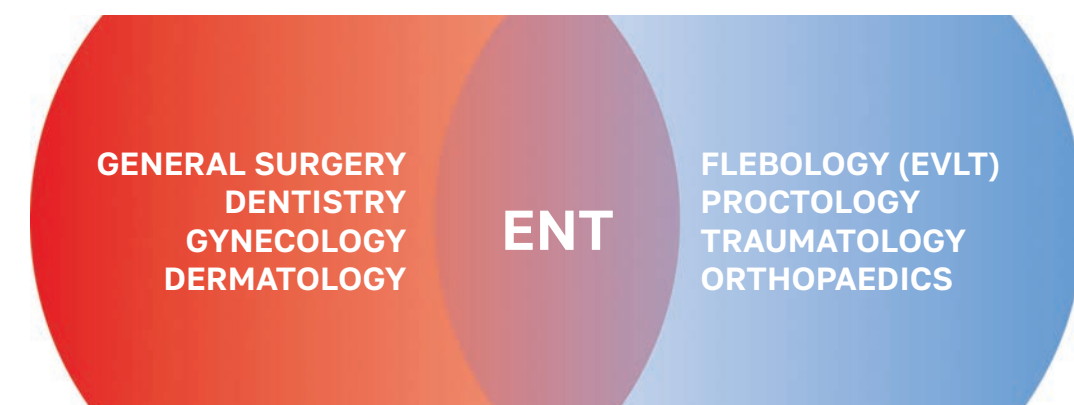 GENERAL SURGERY
DENTISTRY
GYNECOLOGY
DERMATOLOGY
ENT
FLEBOLOGY (EVLT)
PROCTOLOGY
TRAUMATOLOGY
ORTHOPAEDICS